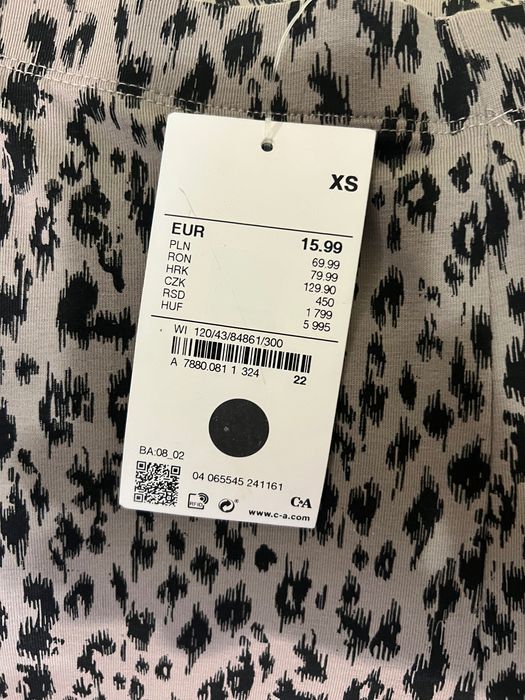 XS
EUR 15.99
PLN 69.99
RON 79.99
HRK 129.90
CZK 450
RSD 1 799
HUF 5 995
WI 120/43/84861/300
A 7880.081 1 324 22
BA:08_02
04 065545 241161
RFID C&A
www.c-a.com